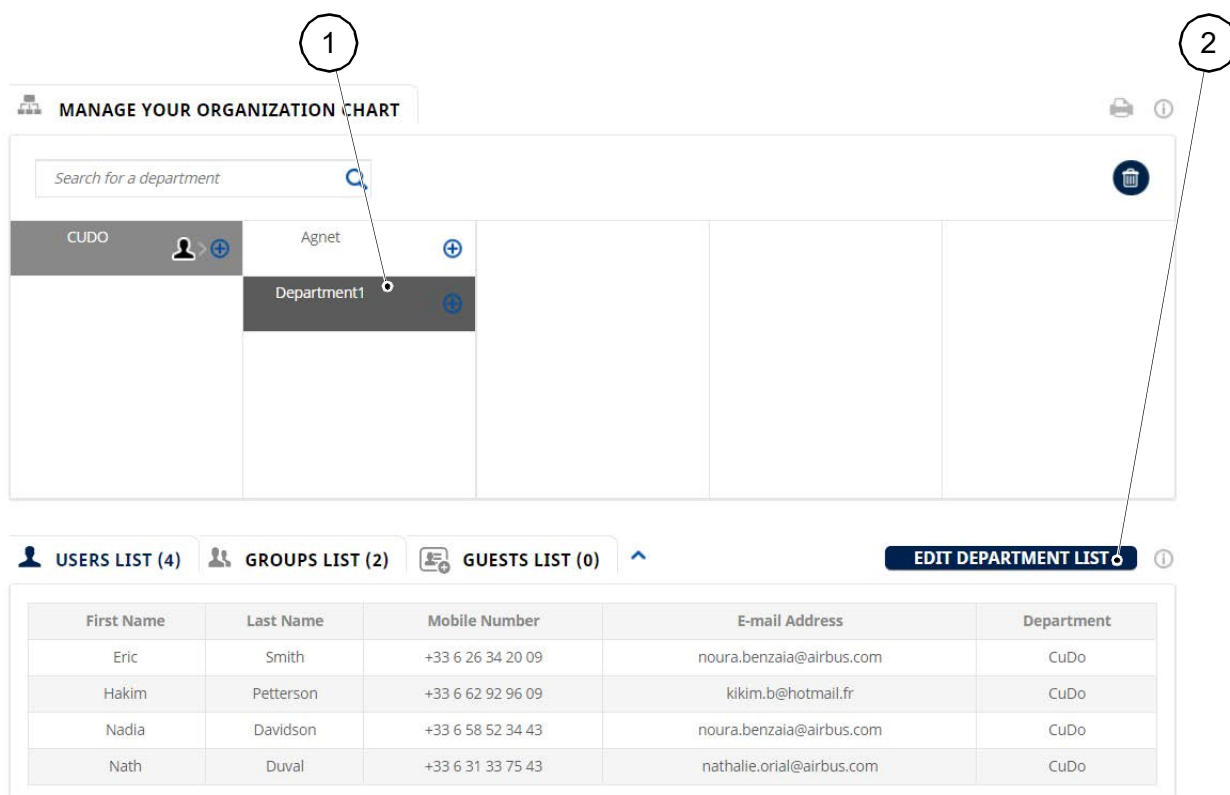 1
2
MANAGE YOUR ORGANIZATION CHART
Search for a department
CUDO
Agnet
Department1
USERS LIST (4) GROUPS LIST (2) GUESTS LIST (0) EDIT DEPARTMENT LIST
First Name Last Name Mobile Number E-mail Address Department
Eric Smith +33 6 26 34 20 09 noura.benzaia@airbus.com CuDo
Hakim Petterson +33 6 62 92 96 09 kikim.b@hotmail.fr CuDo
Nadia Davidson +33 6 58 52 34 43 noura.benzaia@airbus.com CuDo
Nath Duval +33 6 31 33 75 43 nathalie.orial@airbus.com CuDo